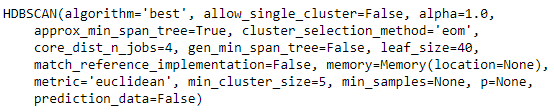 HDBSCAN(algorithm='best', allow_single_cluster=False, alpha=1.0,
approx_min_span_tree=True, cluster_selection_method='eom',
core_dist_n_jobs=4, gen_min_span_tree=False, leaf_size=40,
match_reference_implementation=False, memory=Memory(location=None),
metric='euclidean', min_cluster_size=5, min_samples=None, p=None,
prediction_data=False)